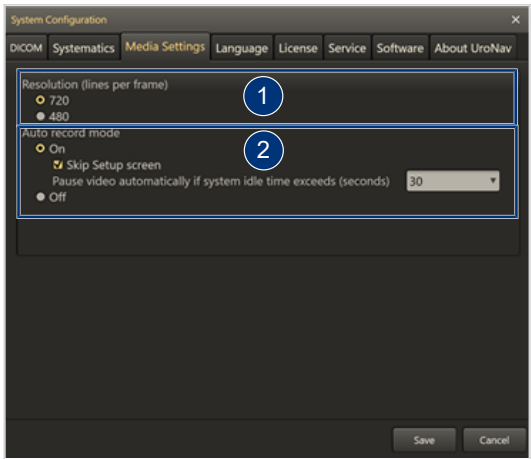 System Configuration
DICOM Systematics Media Settings Language License Service Software About UroNav
Resolution (lines per frame)
720
480
1
Auto record mode
On
2
Skip Setup screen
Pause video automatically if system idle time exceeds (seconds) 30
Off
Save Cancel